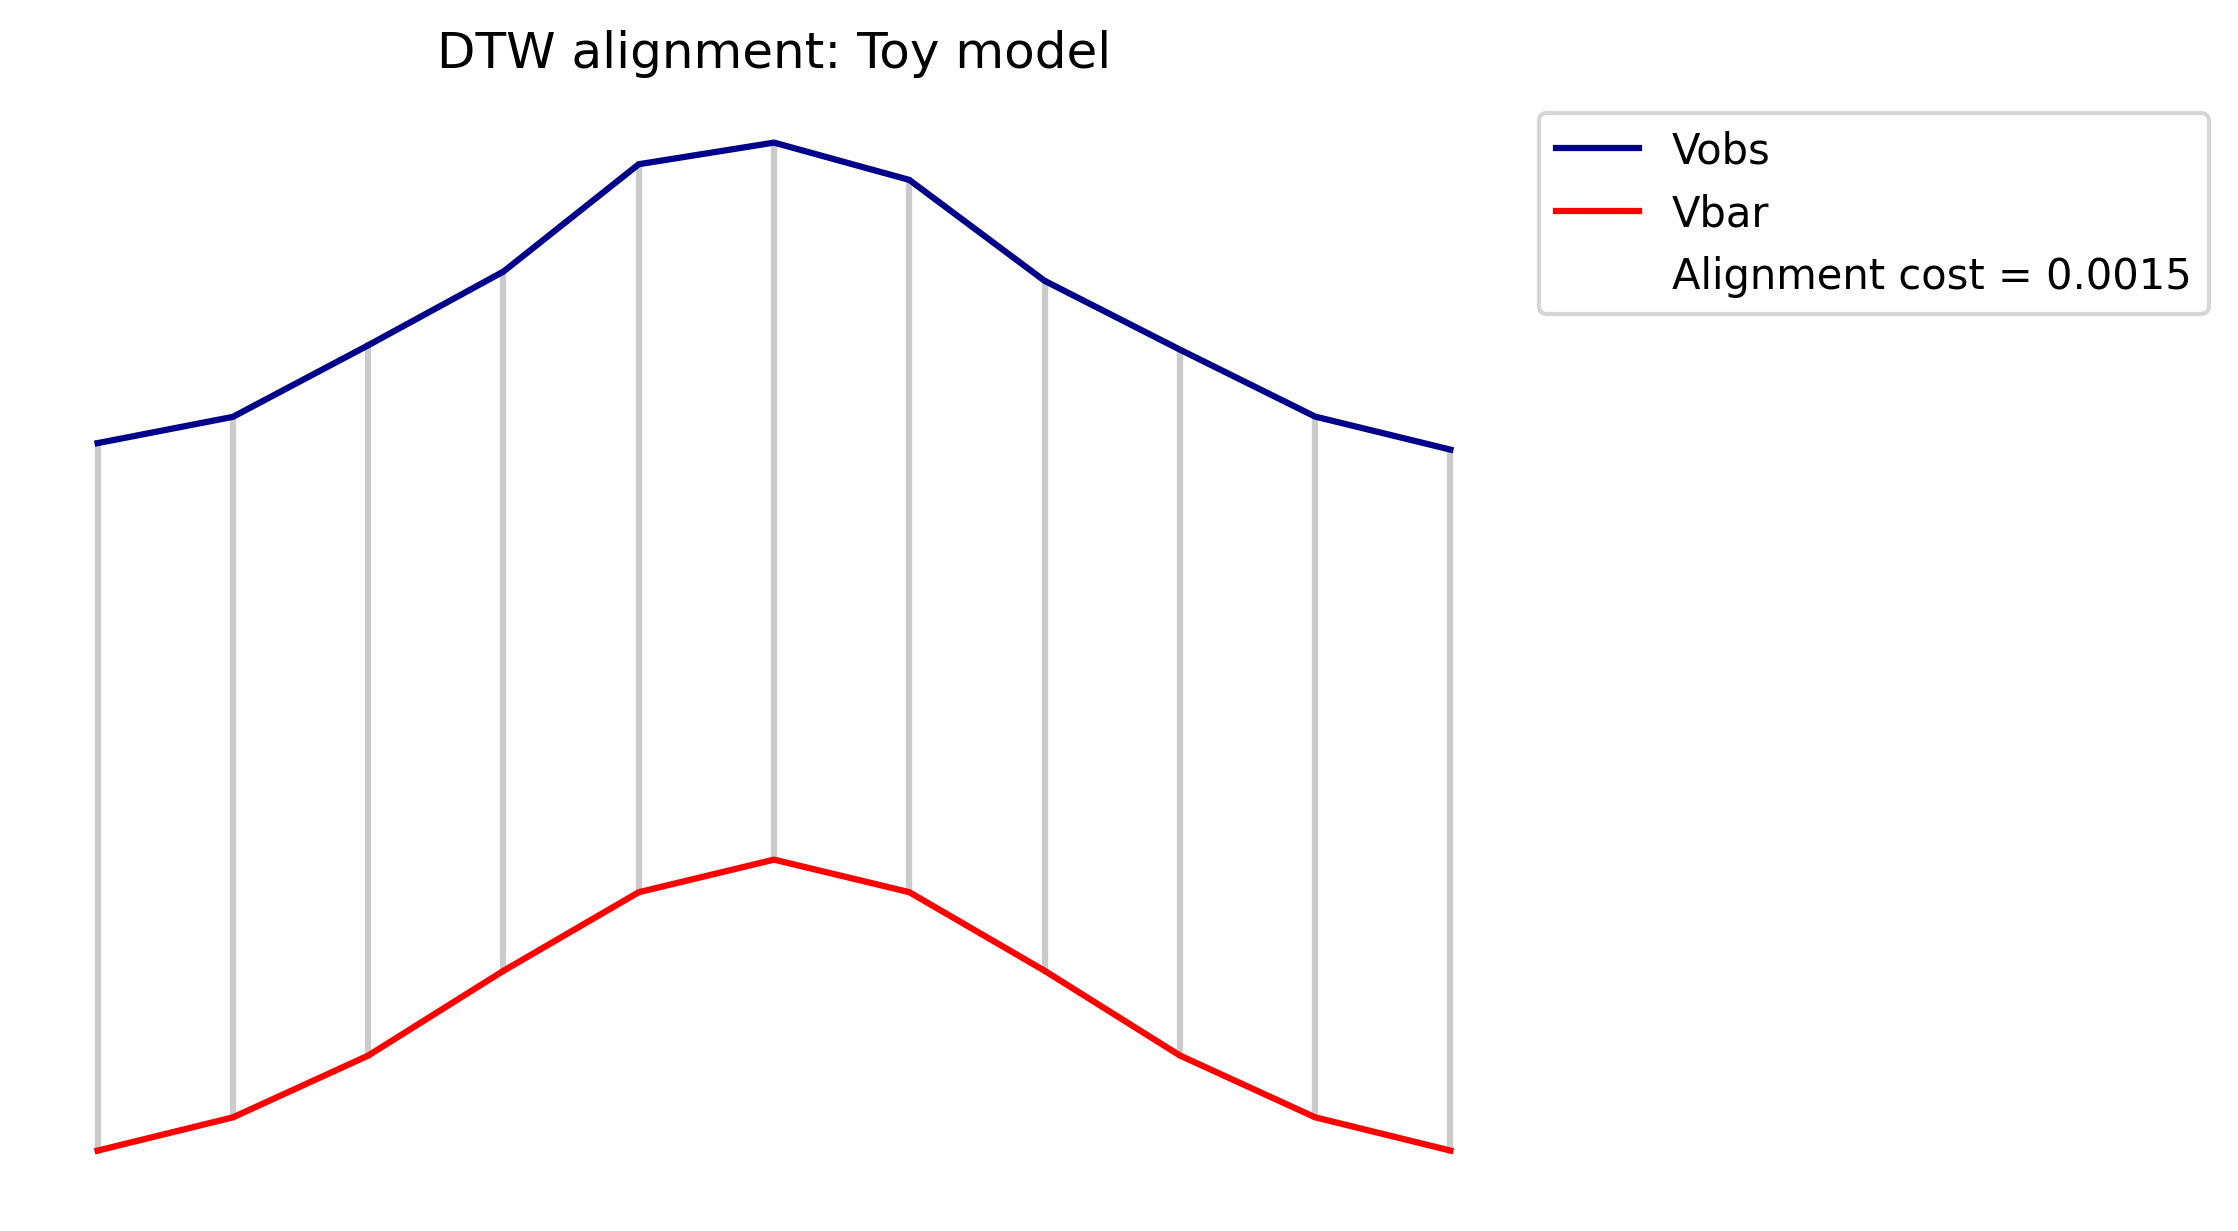 DTW alignment: Toy model
Vobs
Vbar
Alignment cost = 0.0015